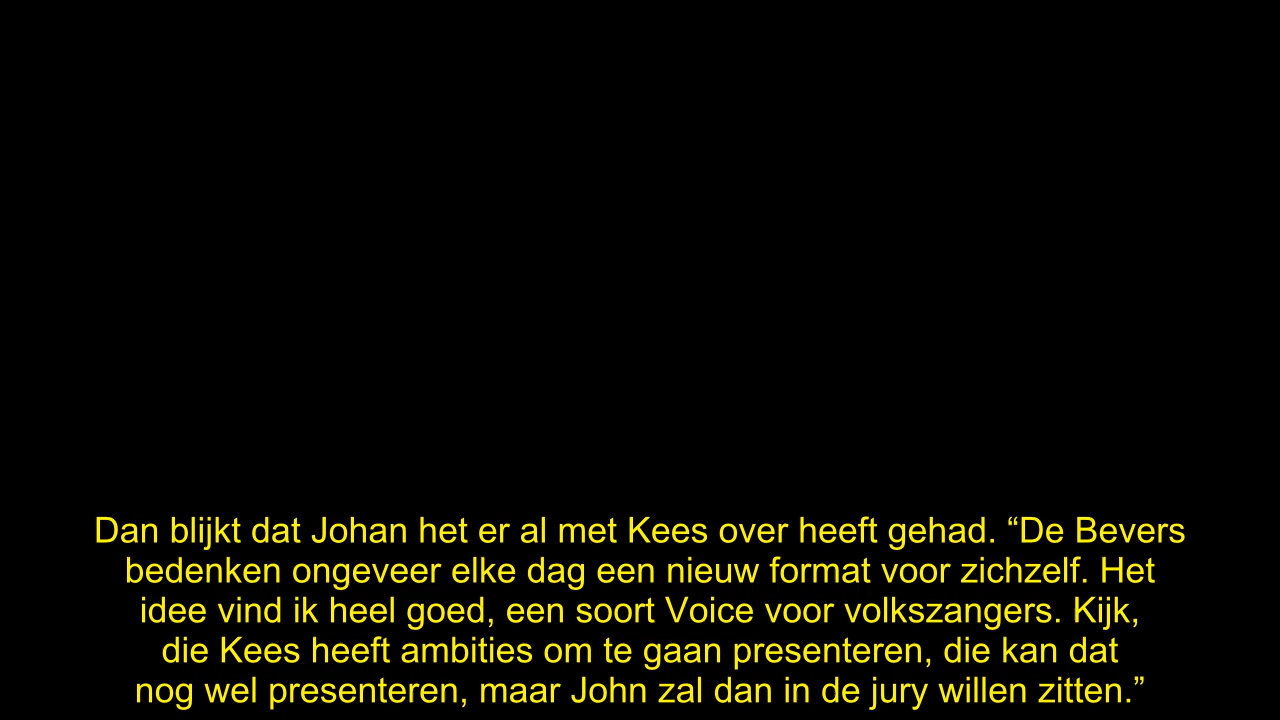 Dan blijkt dat Johan het er al met Kees over heeft gehad. “De Bevers
bedenken ongeveer elke dag een nieuw format voor zichzelf. Het
idee vind ik heel goed, een soort Voice voor volkszangers. Kijk,
die Kees heeft ambities om te gaan presenteren, die kan dat
nog wel presenteren, maar John zal dan in de jury willen zitten.”